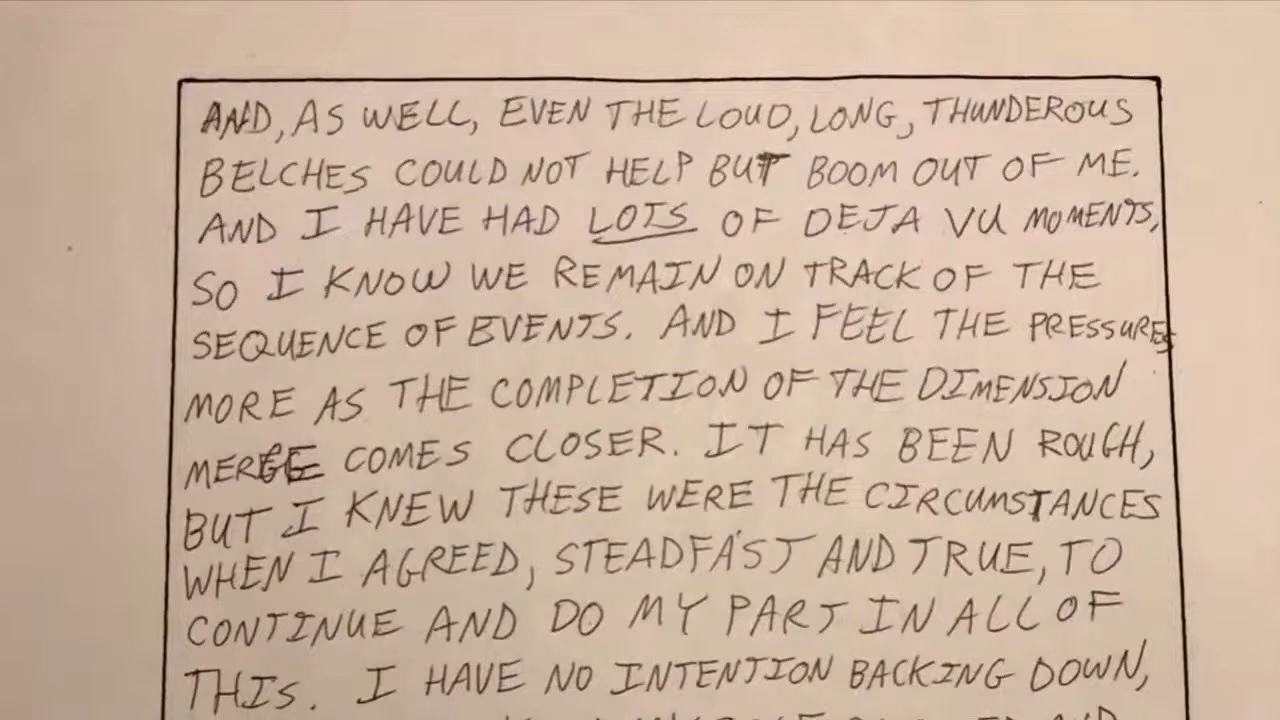 AND, AS WELL, EVEN THE LOUD, LONG, THUNDEROUS
BELCHES COULD NOT HELP BUT BOOM OUT OF ME.
AND I HAVE HAD LOTS OF DEJA VU MOMENTS,
SO I KNOW WE REMAIN ON TRACK OF THE
SEQUENCE OF EVENTS. AND I FEEL THE PRESSURES
MORE AS THE COMPLETION OF THE DIMENSION
MERGE COMES CLOSER. IT HAS BEEN ROUGH,
BUT I KNEW THESE WERE THE CIRCUMSTANCES
WHEN I AGREED, STEADFAST AND TRUE, TO
CONTINUE AND DO MY PART IN ALL OF
THIS. I HAVE NO INTENTION BACKING DOWN,